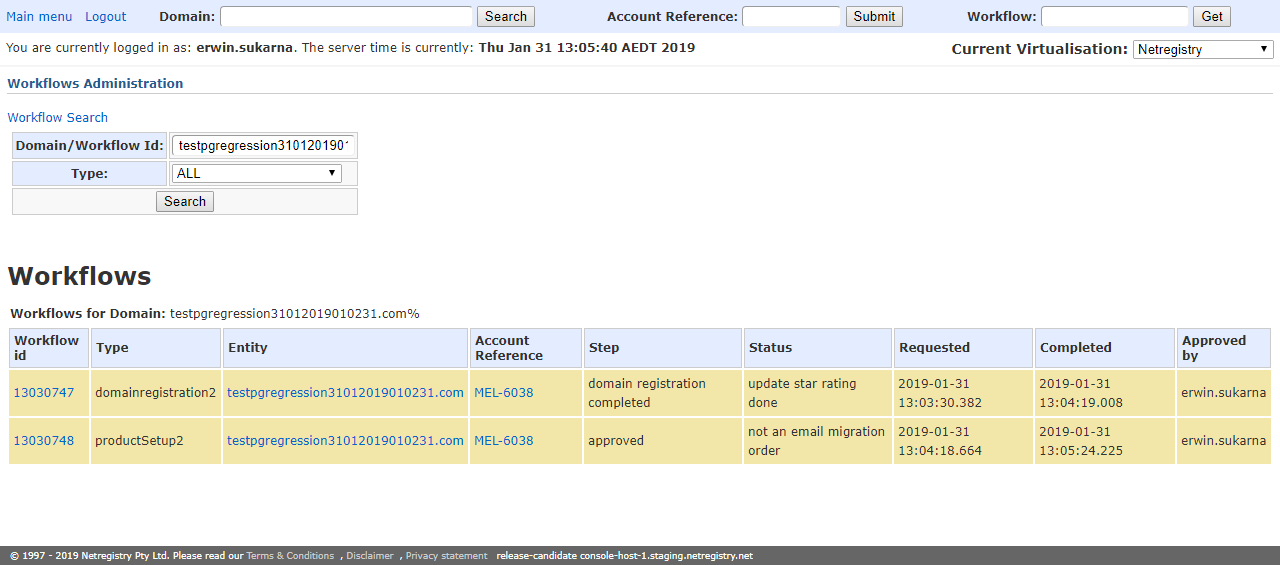 Main menu Logout Domain: Search Account Reference: Submit Workflow: Get
You are currently logged in as: erwin.sukarna. The server time is currently: Thu Jan 31 13:05:40 AEDT 2019 Current Virtualisation: Netregistry
Workflows Administration
Workflow Search
Domain/Workflow Id: testpgregression310120190
Type: ALL
Search
Workflows
Workflows for Domain: testpgregression31012019010231.com%
Workflow id Type Entity Account Reference Step Status Requested Completed Approved by
13030747 domainregistration2 testpgregression31012019010231.com MEL-6038 domain registration completed update star rating done 2019-01-31 13:03:30.382 2019-01-31 13:04:19.008 erwin.sukarna
13030748 productSetup2 testpgregression31012019010231.com MEL-6038 approved not an email migration order 2019-01-31 13:04:18.664 2019-01-31 13:05:24.225 erwin.sukarna
© 1997 - 2019 Netregistry Pty Ltd. Please read our Terms & Conditions , Disclaimer , Privacy statement release-candidate console-host-1.staging.netregistry.net